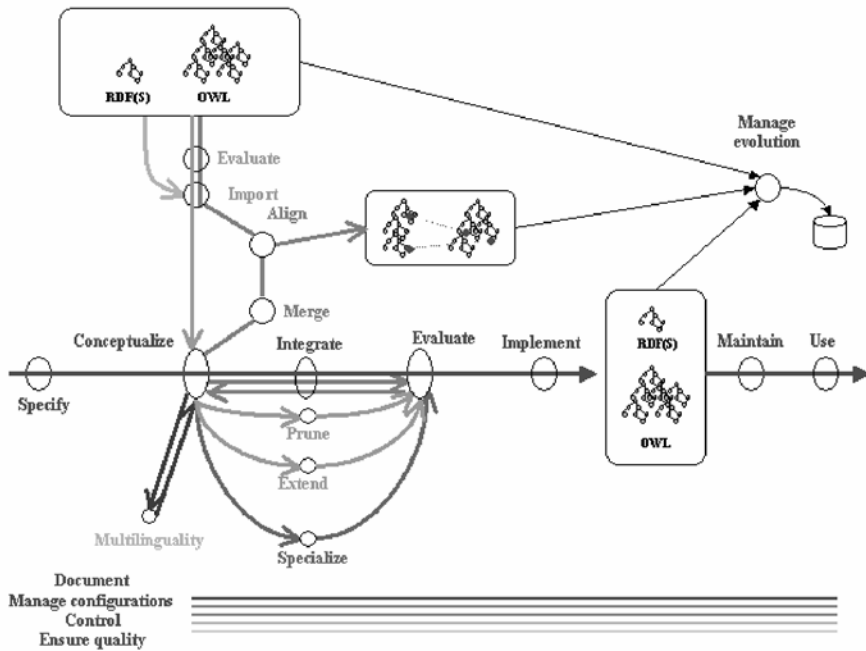 RDF(S) OWL
Manage
evolution
Evaluate
Import
Align
Merge
Conceptualize Integrate Evaluate Implement
RDF(S)
Maintain Use
Specify
OWL
Prune
Extend
Multilinguality
Specialize
Document
Manage configurations
Control
Ensure quality